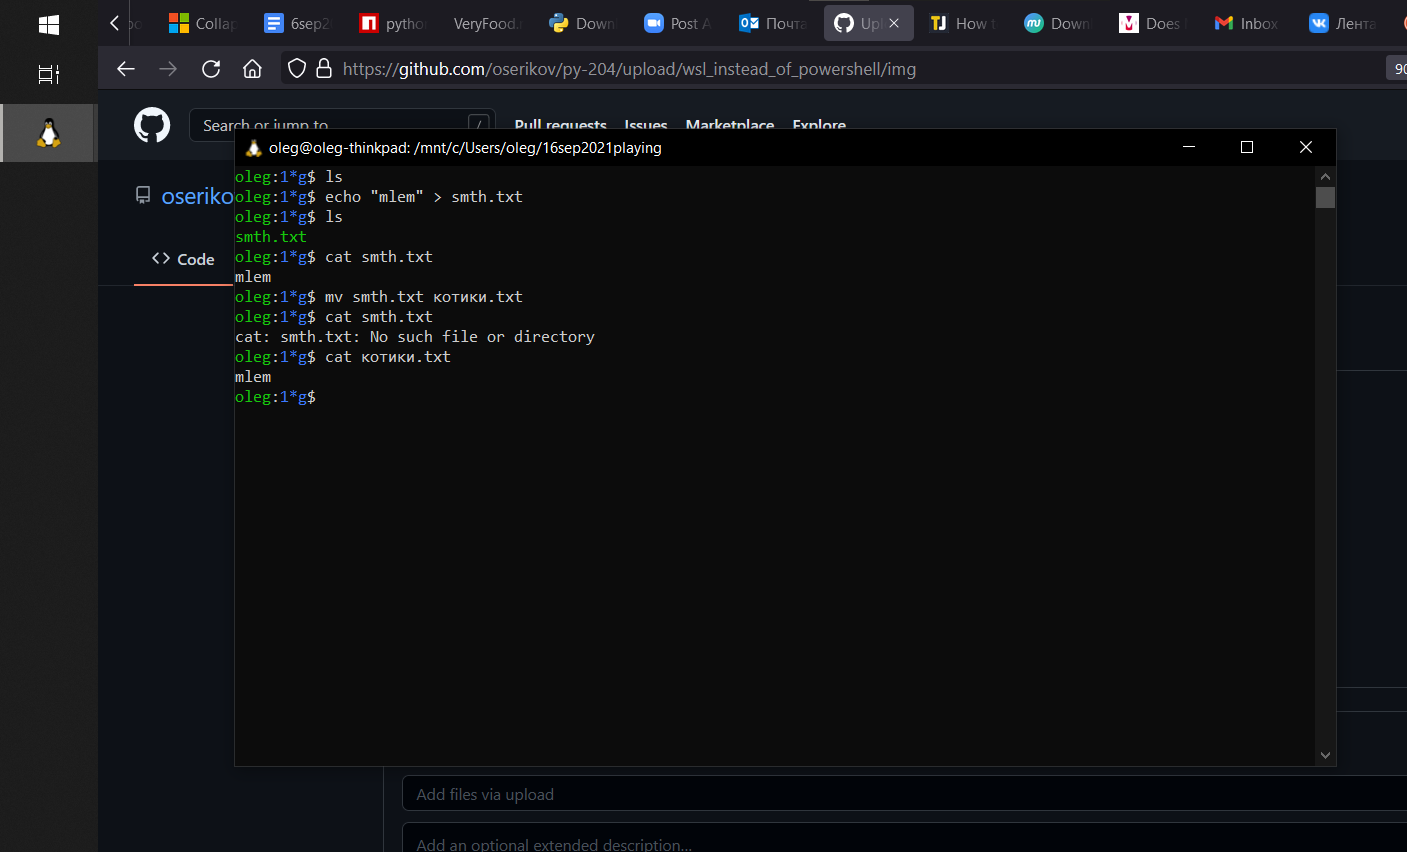 Collap 6sep2 pytho VeryFood. Down Post A Почта Upl How t Down Does Inbox Лента
https://github.com/oserikov/py-204/upload/wsl_instead_of_powershell/img 90
Search or jump to / Pull requests Issues Marketplace Explore
oleg@oleg-thinkpad: /mnt/c/Users/oleg/16sep2021playing
oseriko
Code
oleg:1*g$ ls
oleg:1*g$ echo "mlem" > smth.txt
oleg:1*g$ ls
smth.txt
oleg:1*g$ cat smth.txt
mlem
oleg:1*g$ mv smth.txt котики.txt
oleg:1*g$ cat smth.txt
cat: smth.txt: No such file or directory
oleg:1*g$ cat котики.txt
mlem
oleg:1*g$
Add files via upload
Add an optional extended description...